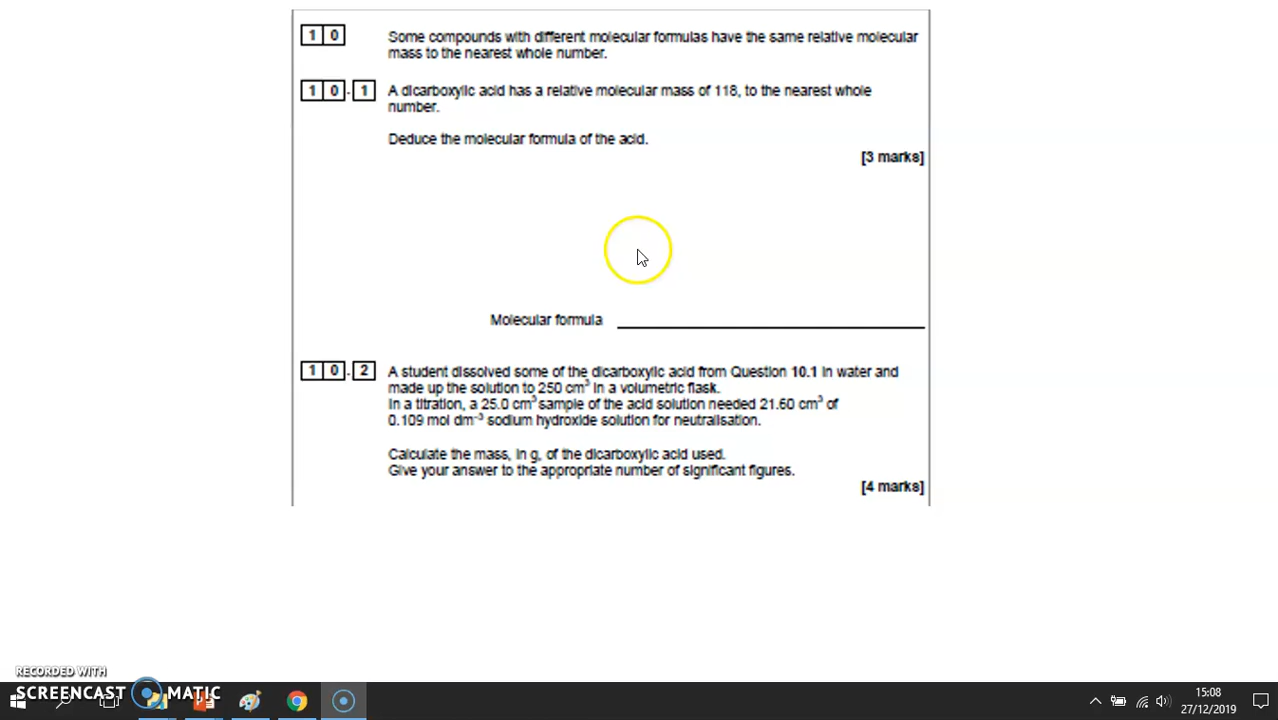 10 Some compounds with different molecular formulas have the same relative molecular
mass to the nearest whole number.
10.1 A dicarboxylic acid has a relative molecular mass of 118, to the nearest whole
number.
Deduce the molecular formula of the acid.
[3 marks]
Molecular formula
10.2 A student dissolved some of the dicarboxylic acid from Question 10.1 in water and
made up the solution to 250 cm³ in a volumetric flask.
In a titration, a 25.0 cm³ sample of the acid solution needed 21.60 cm³ of
0.109 mol dm⁻³ sodium hydroxide solution for neutralisation.
Calculate the mass, in g, of the dicarboxylic acid used.
Give your answer to the appropriate number of significant figures.
[4 marks]
RECORDED WITH
SCREENCAST MATIC
15:08
27/12/2019